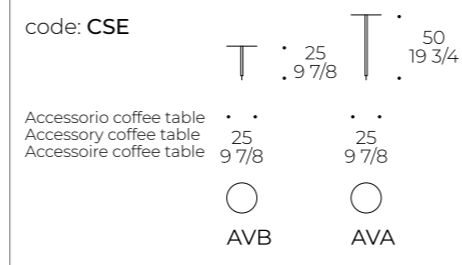 code: CSE
25
9 7/8
50
19 3/4
Accessorio coffee table
Accessory coffee table
Accessoire coffee table
25
9 7/8
25
9 7/8
AVB
AVA